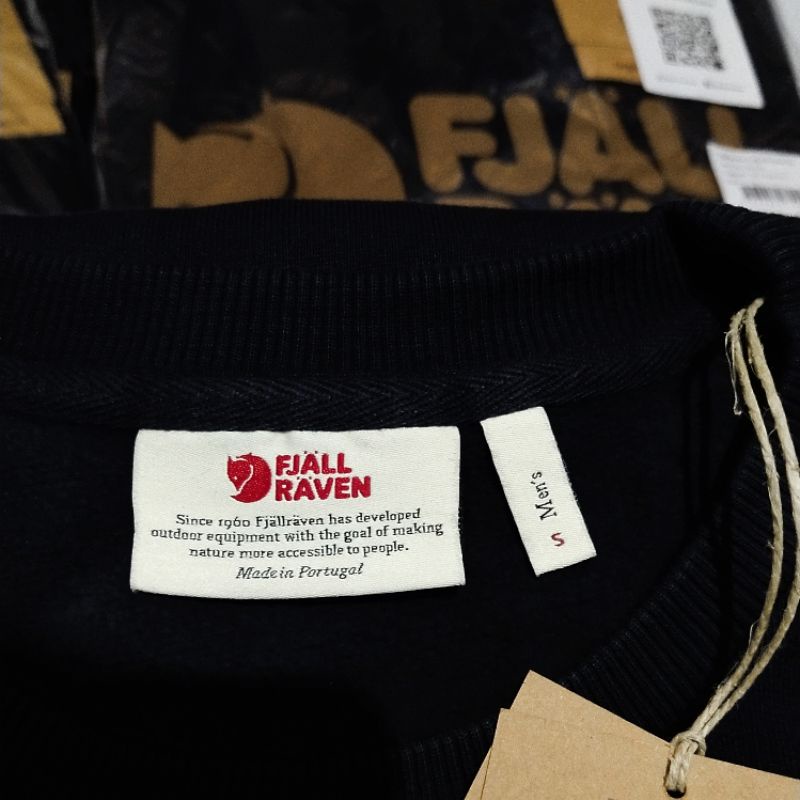 FJÄLL
FJÄLL
RÄVEN
Since 1960 Fjällräven has developed
outdoor equipment with the goal of making
nature more accessible to people.
Made in Portugal
Men's
S